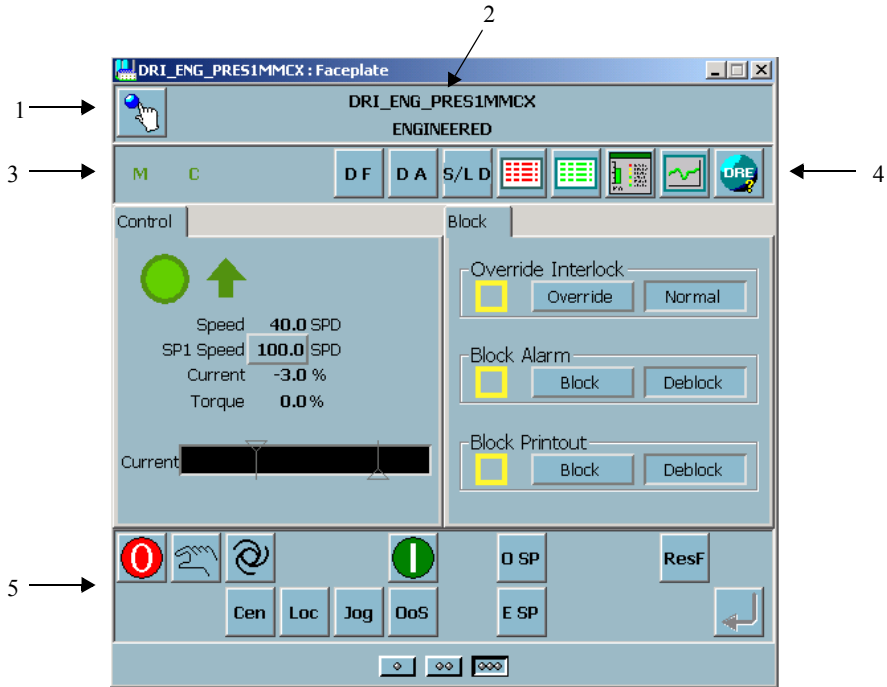 2
DRI_ENG_PRES1MMCX : Faceplate
1
DRI_ENG_PRES1MMCX
ENGINEERED
3
M C D F D A S/L D DRE ?
4
Control
Block
Speed 40.0 SPD
SP1 Speed 100.0 SPD
Current -3.0 %
Torque 0.0 %
Current
Override Interlock
Override Normal
Block Alarm
Block Deblock
Block Printout
Block Deblock
5
O SP ResF
Cen Loc Jog OoS E SP